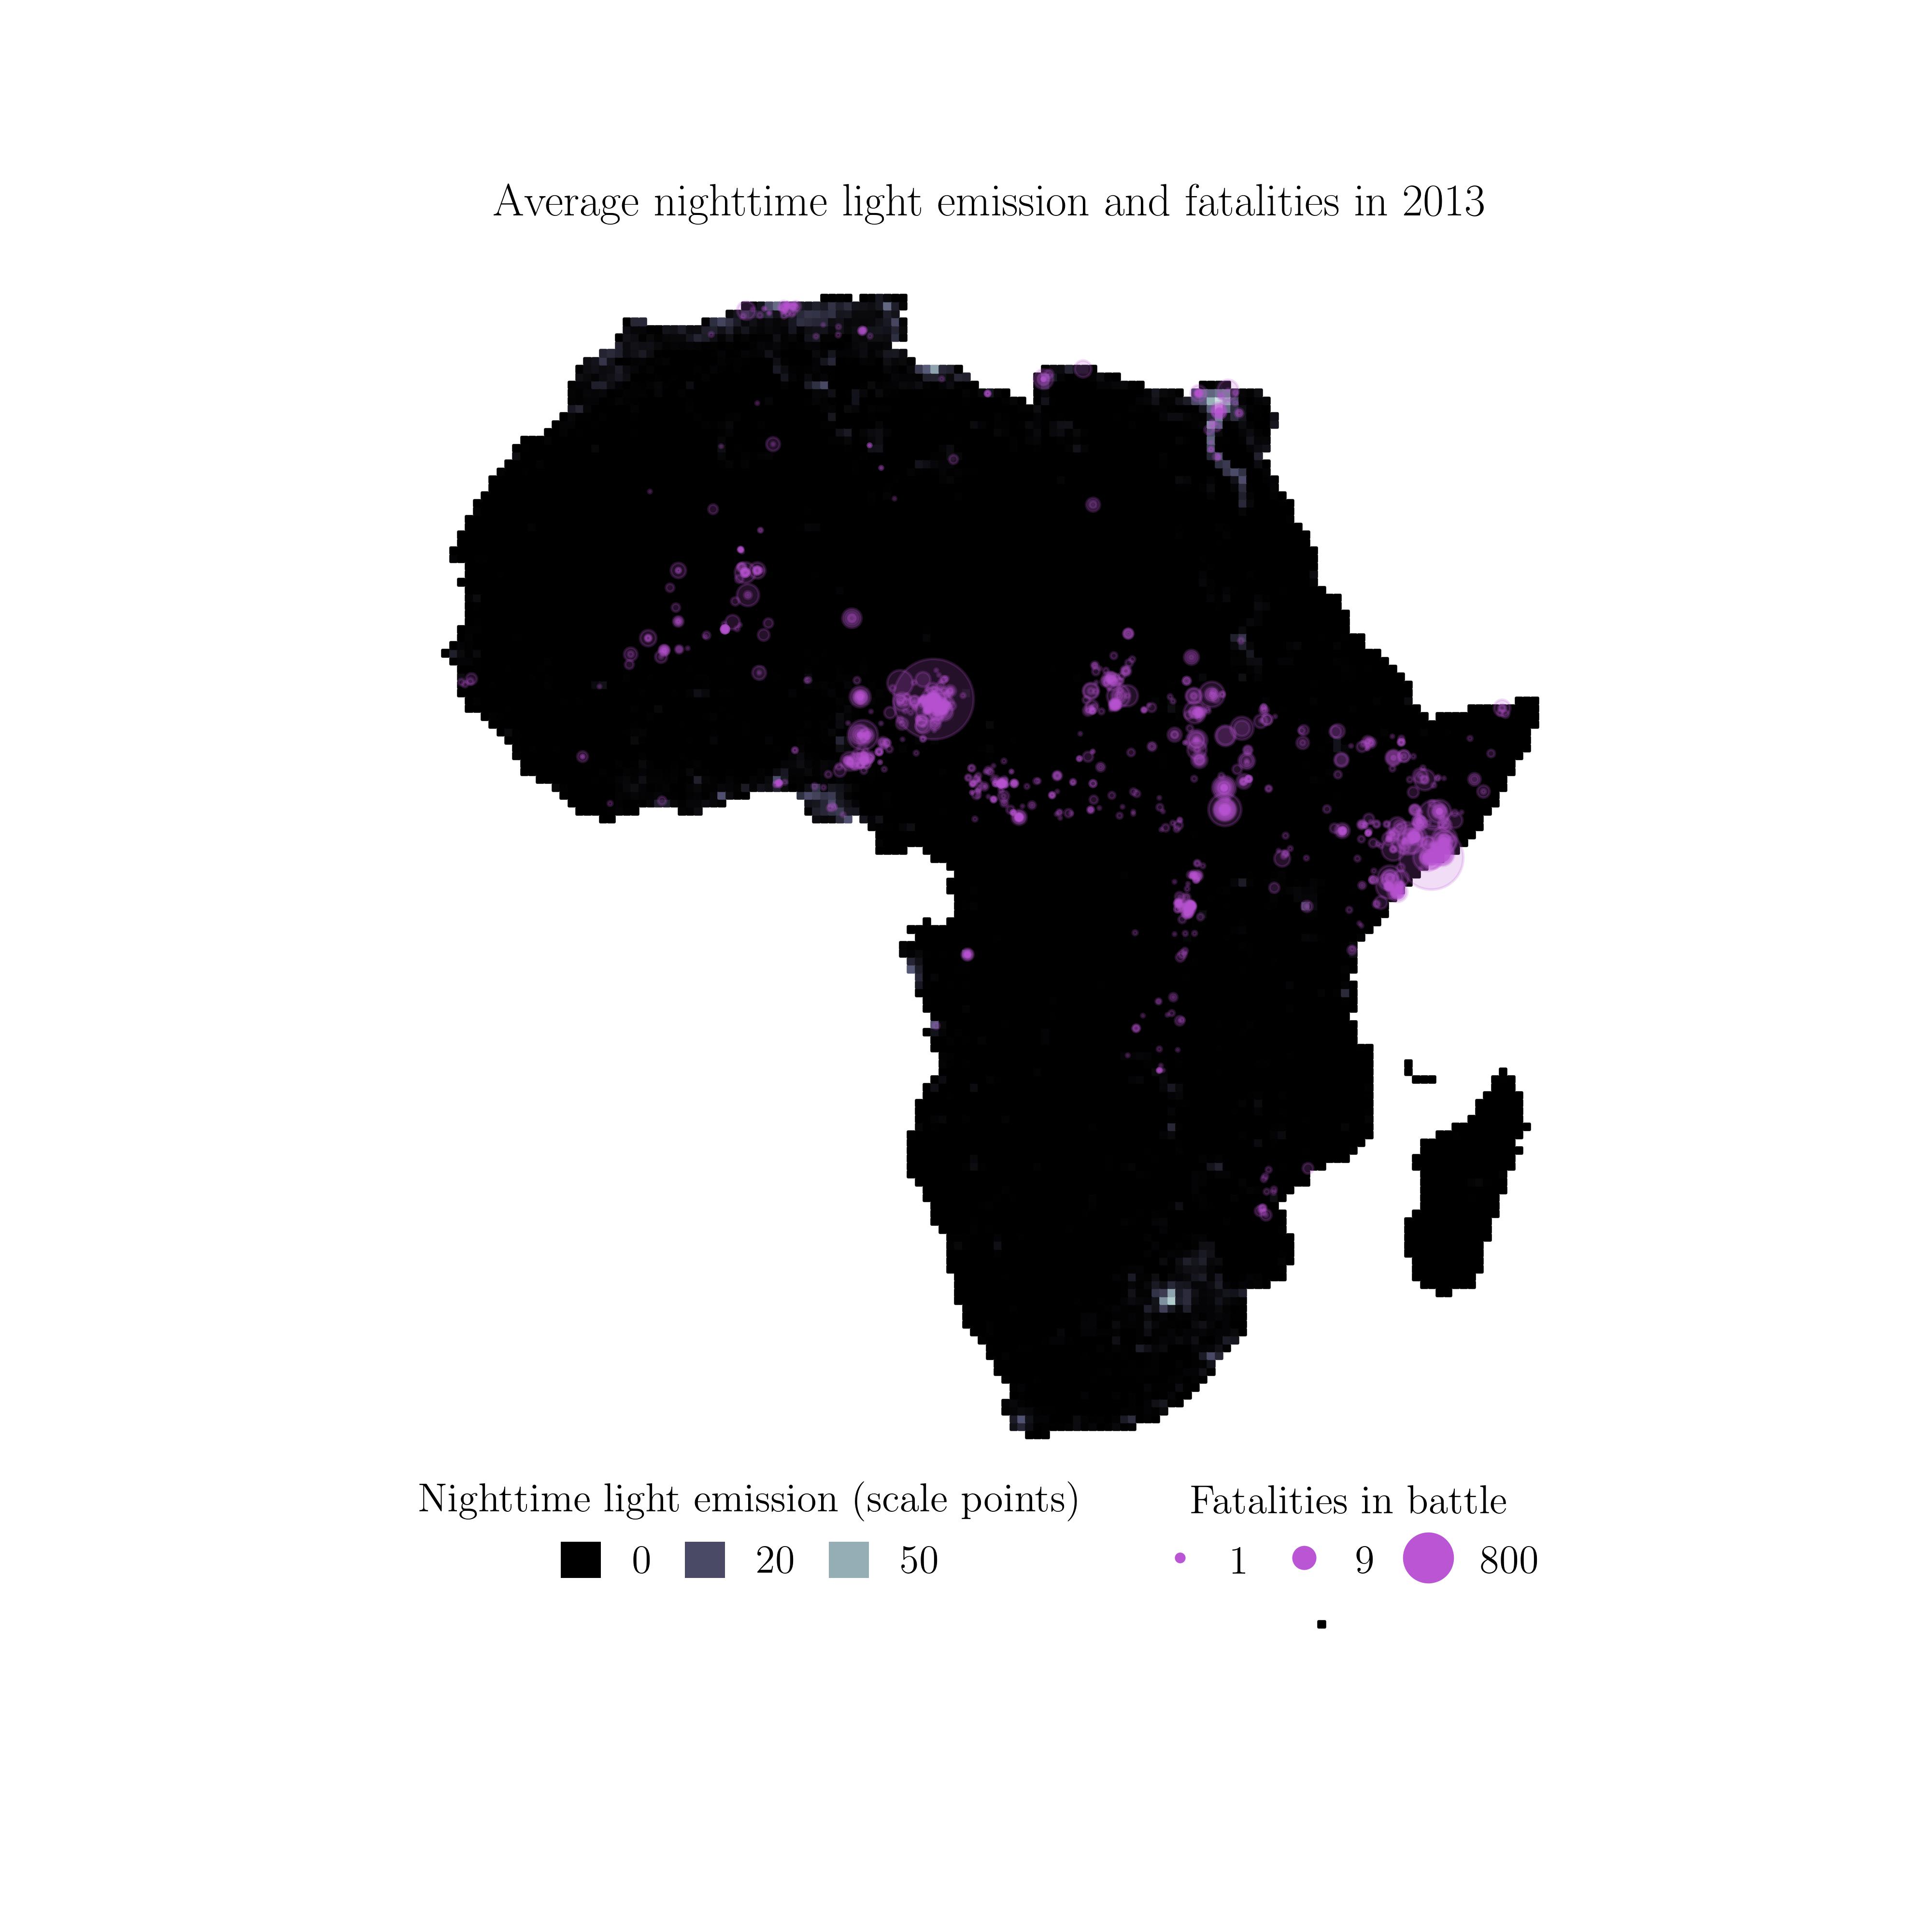 Average nighttime light emission and fatalities in 2013
Nighttime light emission (scale points)
0 20 50
Fatalities in battle
1 9 800